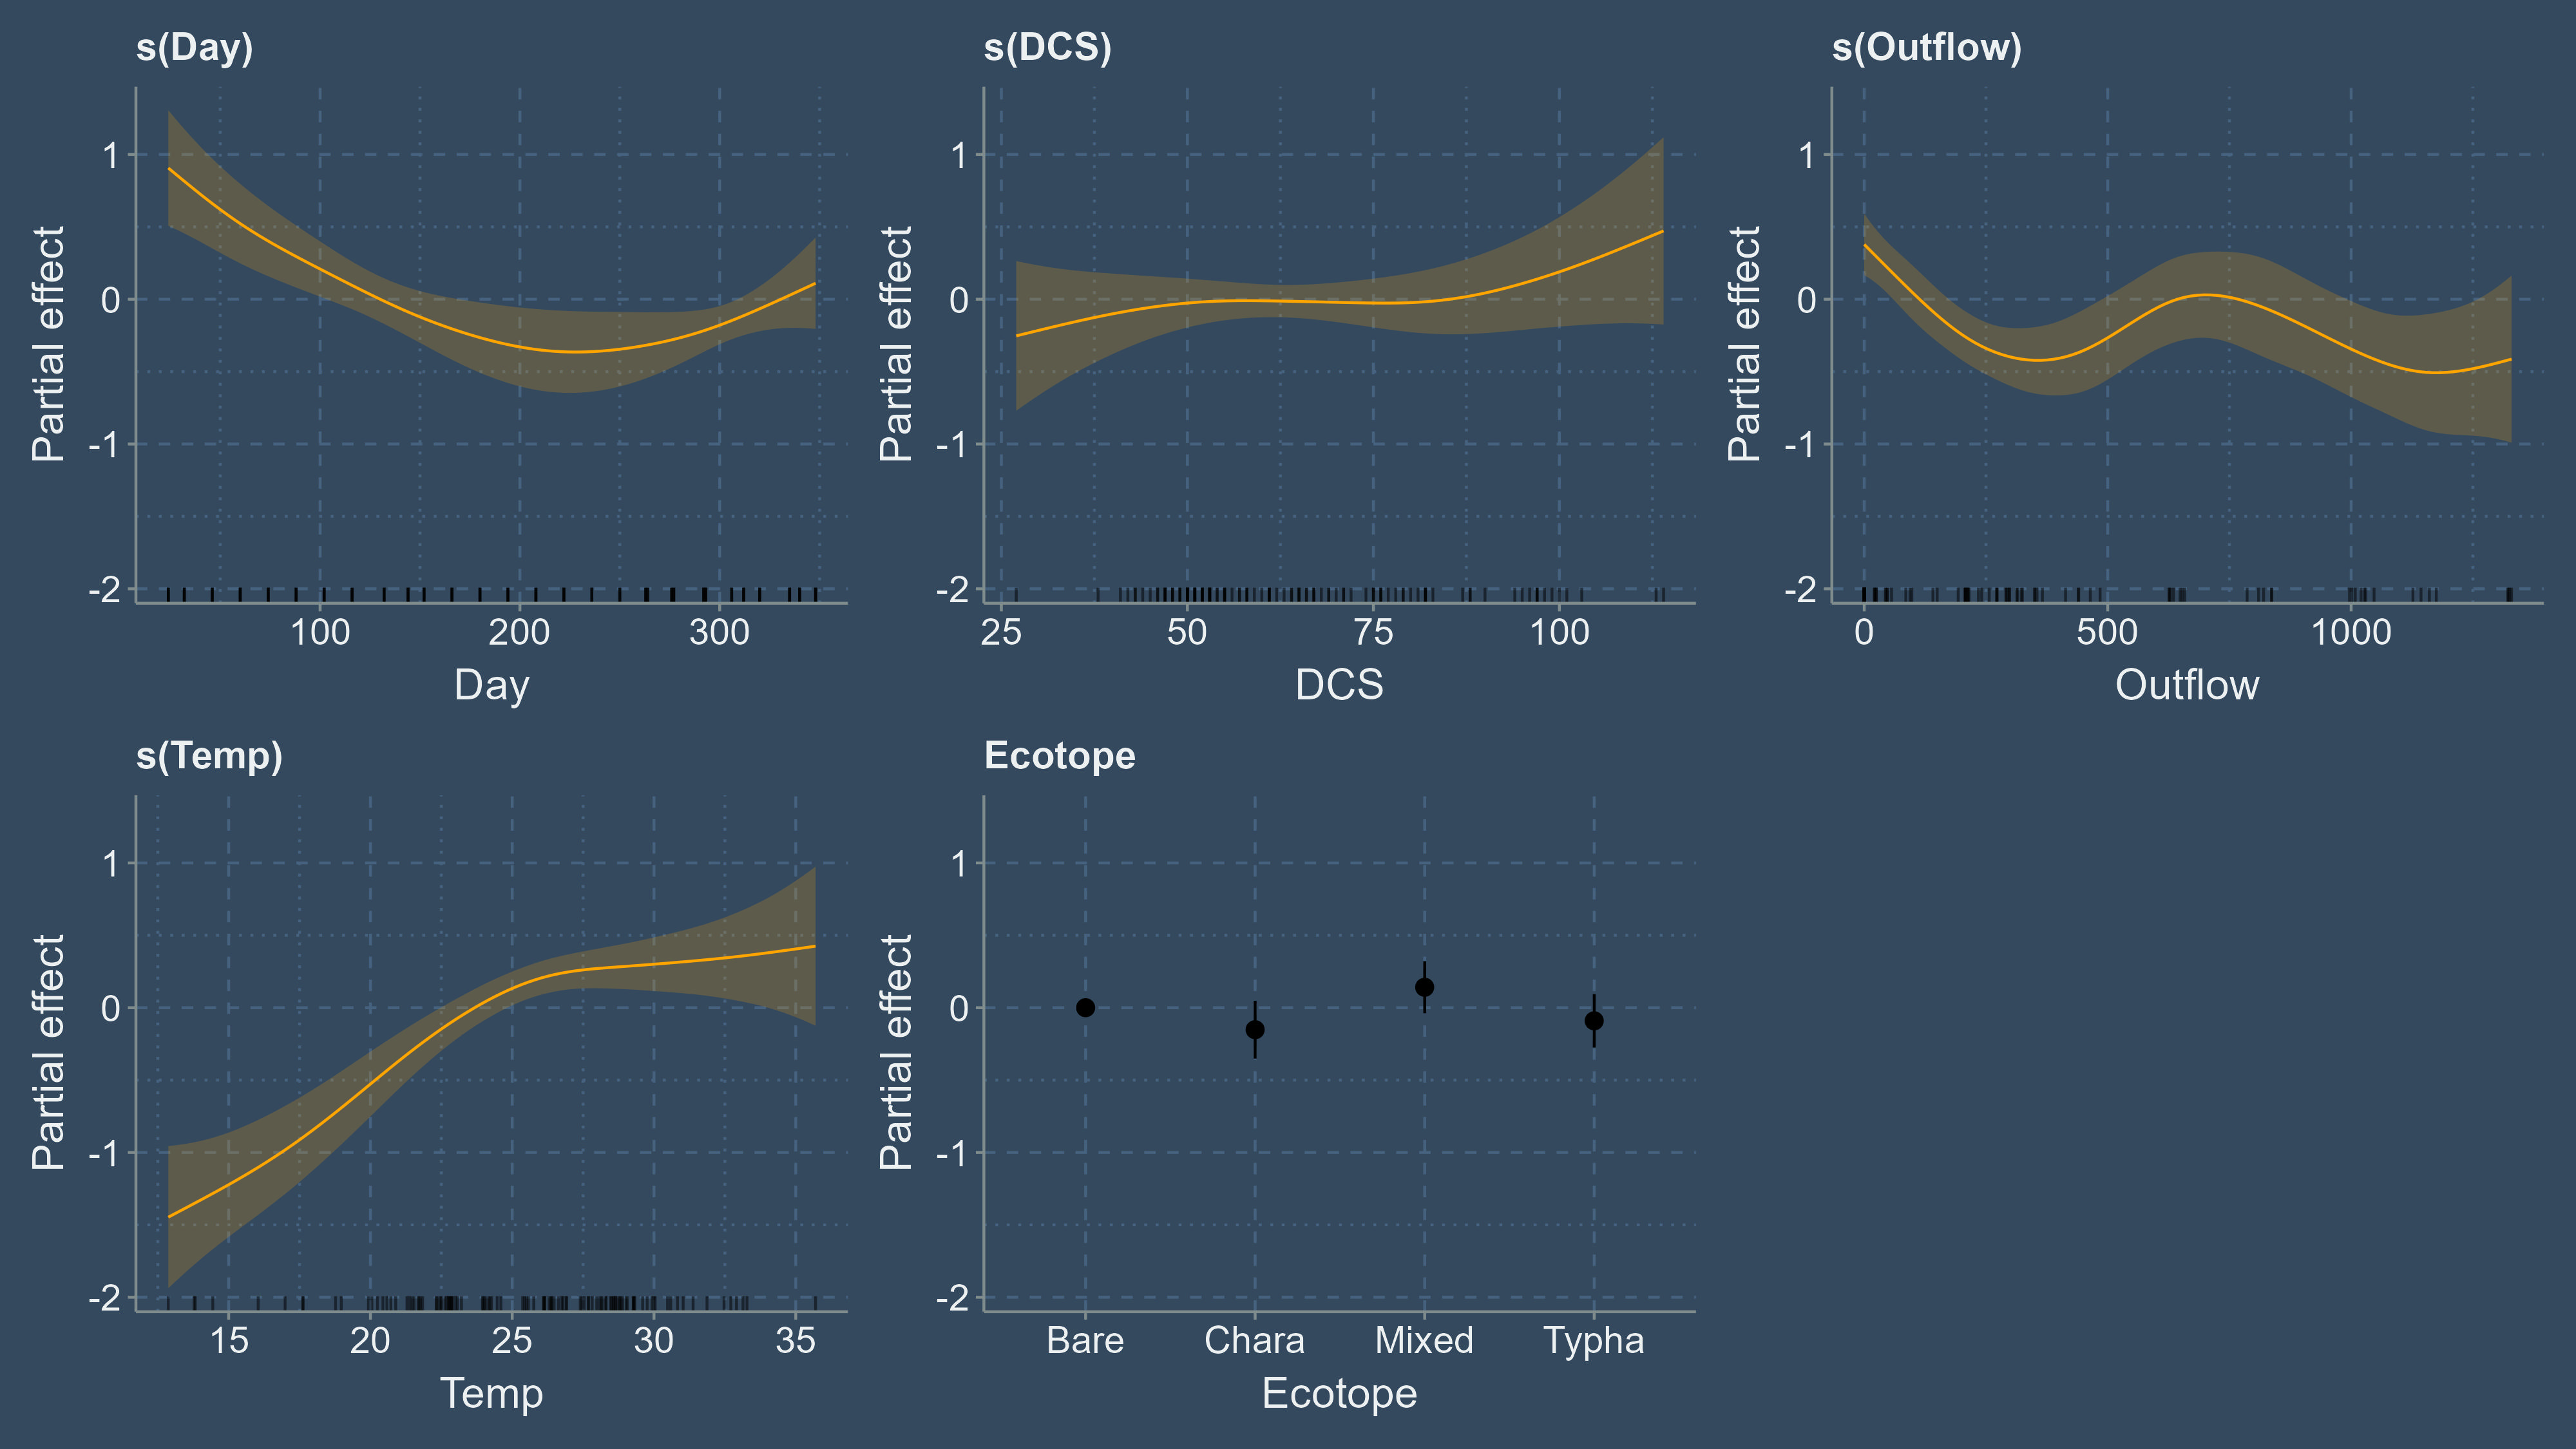 s(Day)
Partial effect
1
0
-1
-2
100 200 300
Day
s(DCS)
Partial effect
1
0
-1
-2
25 50 75 100
DCS
s(Outflow)
Partial effect
1
0
-1
-2
0 500 1000
Outflow
s(Temp)
Partial effect
1
0
-1
-2
15 20 25 30 35
Temp
Ecotope
Partial effect
1
0
-1
-2
Bare Chara Mixed Typha
Ecotope